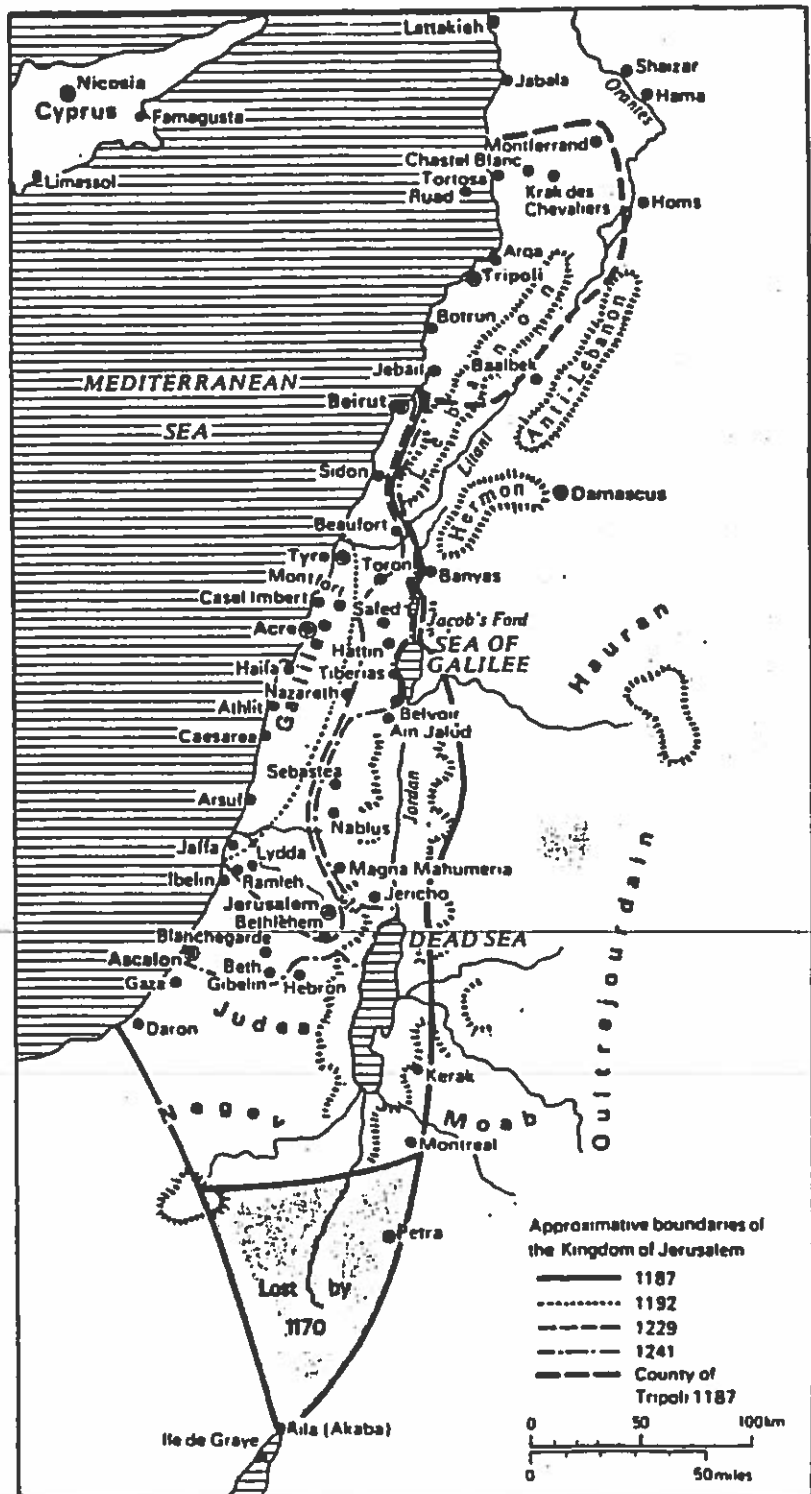 Lattakieh
Nicosia
Cyprus
Famagusta
Limassol
Jabala
Shaizar
Hama
Orontes
Montferrand
Chastel Blanc
Tortosa
Ruad
Krak des
Chevaliers
Homs
Arqa
Tripoli
Botrun
Lebanon
Anti-Lebanon
Jebail
Baalbek
MEDITERRANEAN
SEA
Beirut
Litani
Sidon
Hermon
Damascus
Beaufort
Tyre
Toron
Banyas
Montfort
Casal Imbert
Safed
Jacob's Ford
Acre
SEA OF
GALILEE
Hattin
Hauran
Haifa
Tiberias
Nazareth
Athlit
Belvoir
Ain Jalud
Caesarea
Sebastea
Jordan
Arsuf
Nablus
Jaffa
Lydda
Ibelin
Ramleh
Magna Mahumeria
Jericho
Jerusalem
Bethlehem
Oultrejourdain
Blanchegarde
DEAD SEA
Ascalon
Beth
Gibelin
Hebron
Gaza
Judea
Daron
Kerak
Negev
Moab
Montreal
Petra
Lost by
1170
Aila (Akaba)
Ile de Graye
Approximative boundaries of
the Kingdom of Jerusalem
1187
1192
1229
1241
County of
Tripoli 1187
0 50 100km
0 50miles